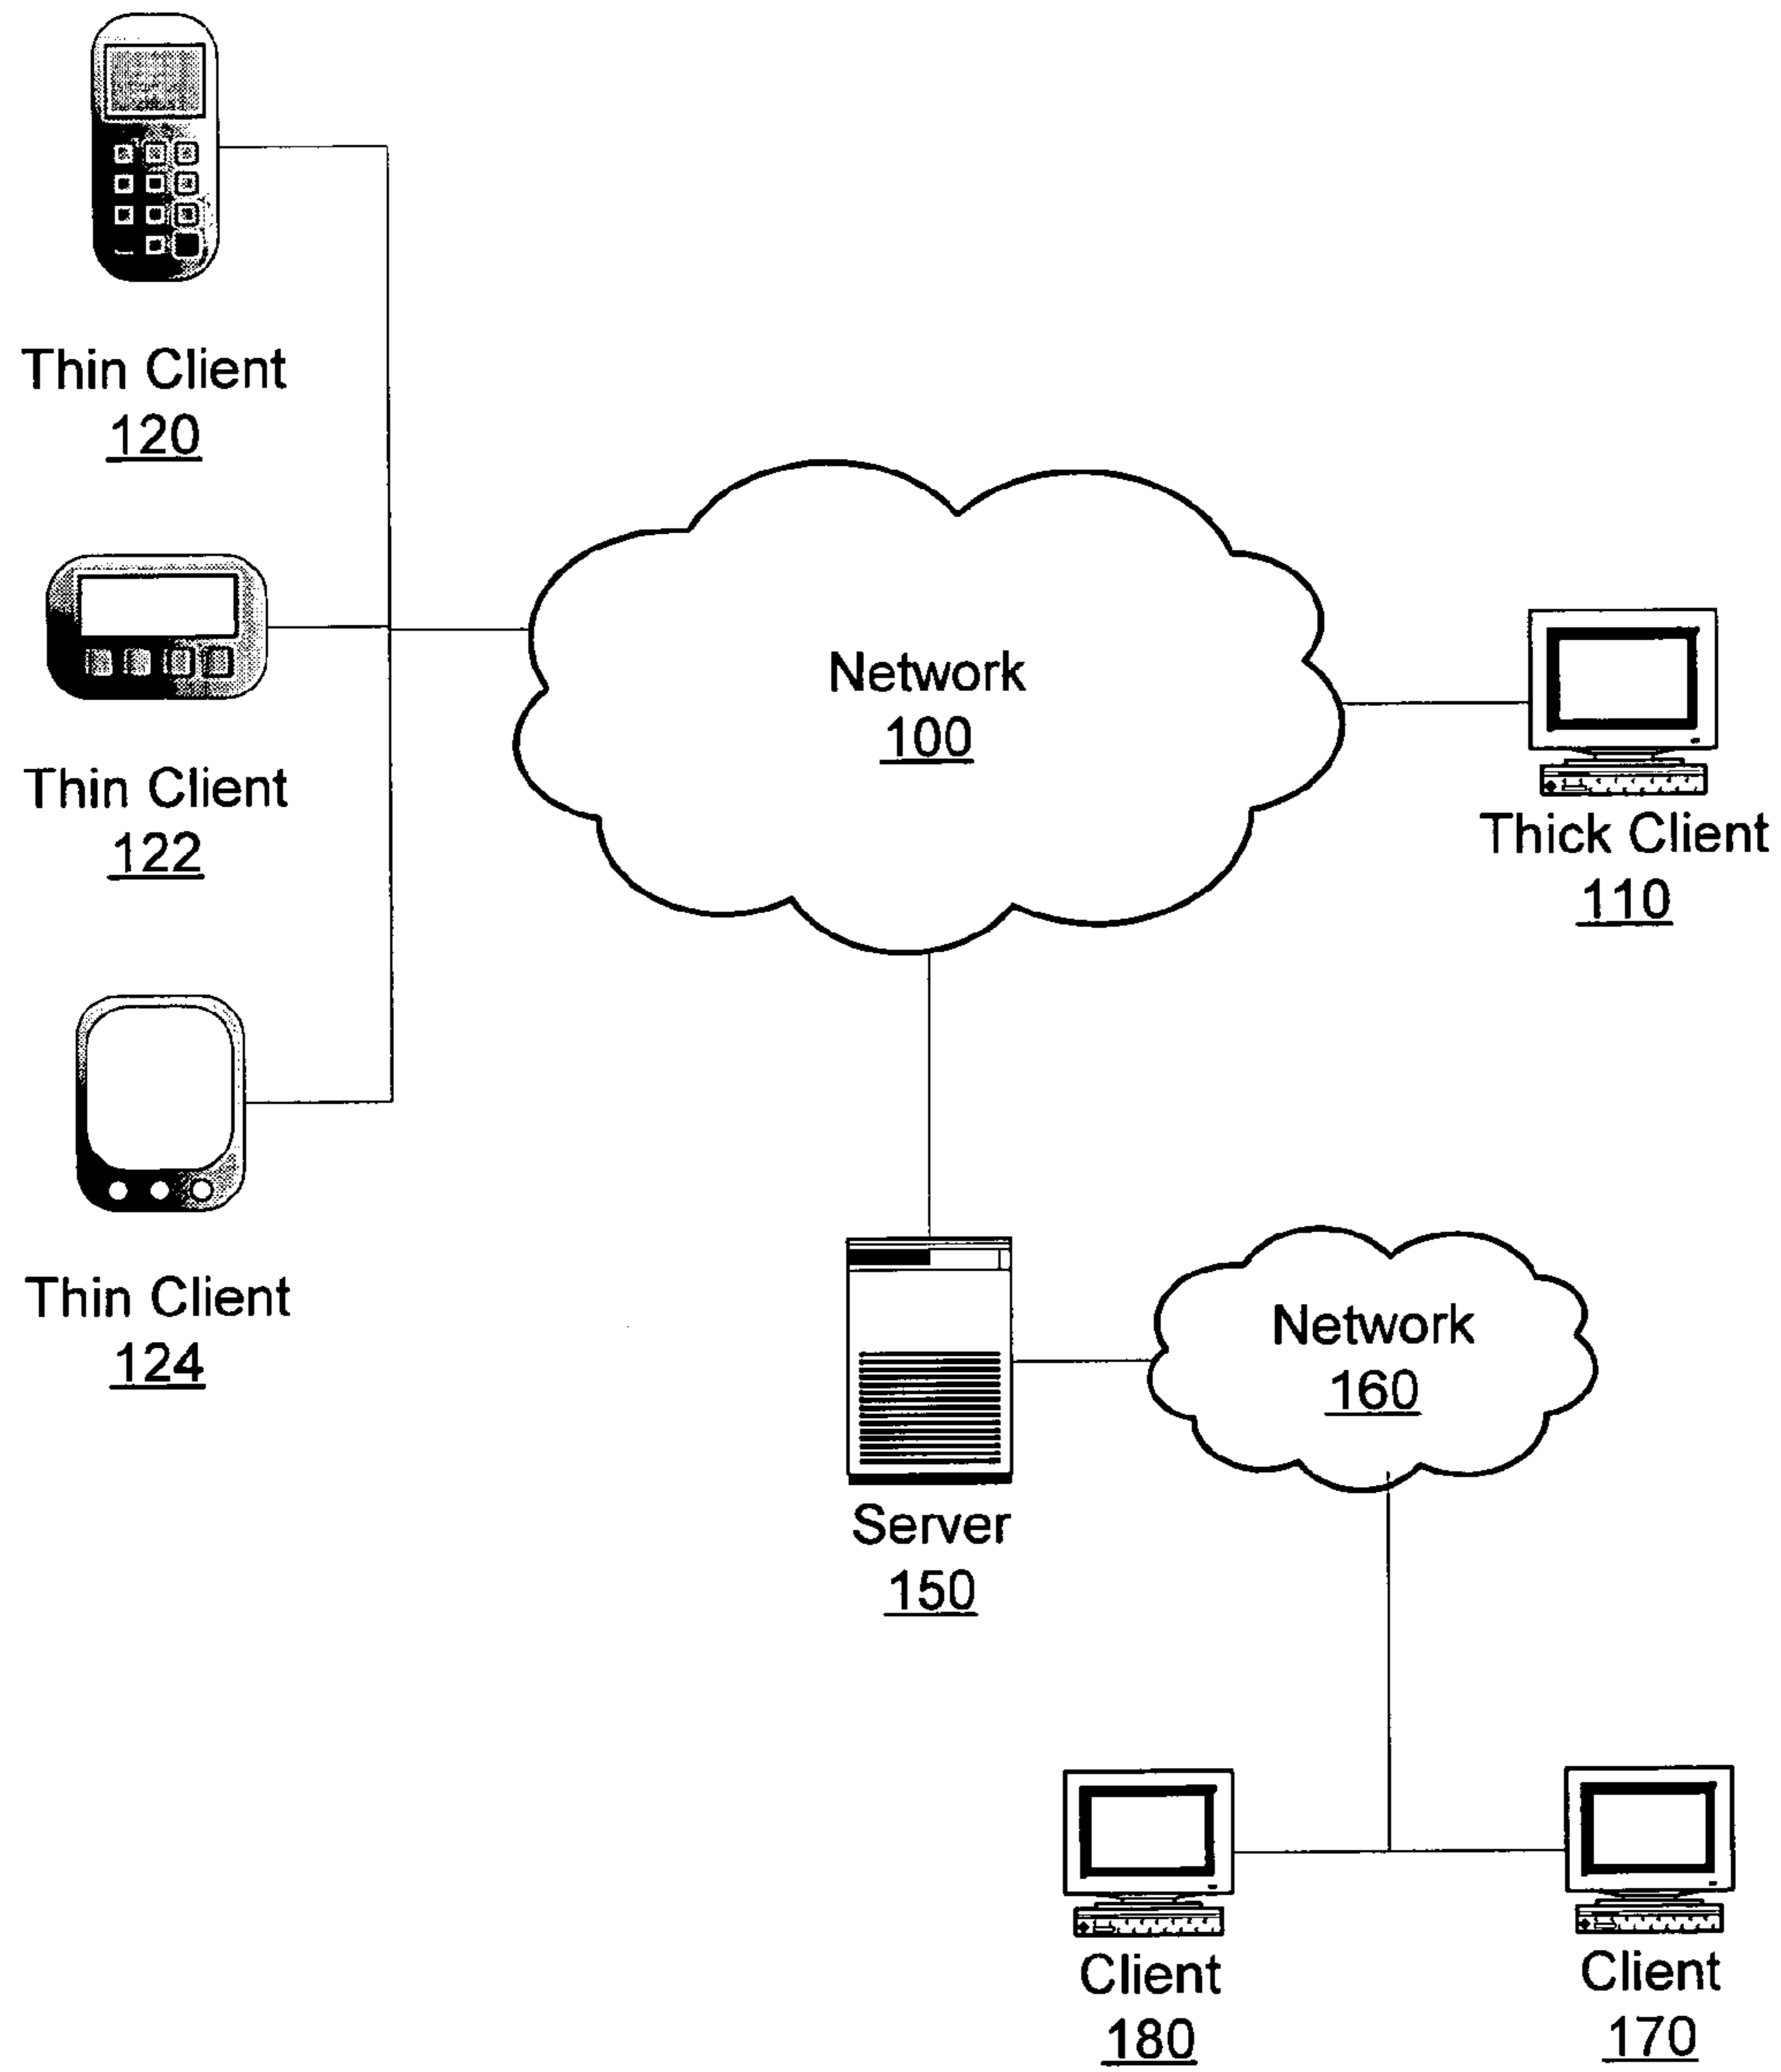 Thin Client
120
Thin Client
122
Thin Client
124
Network
100
Thick Client
110
Server
150
Network
160
Client
180
Client
170